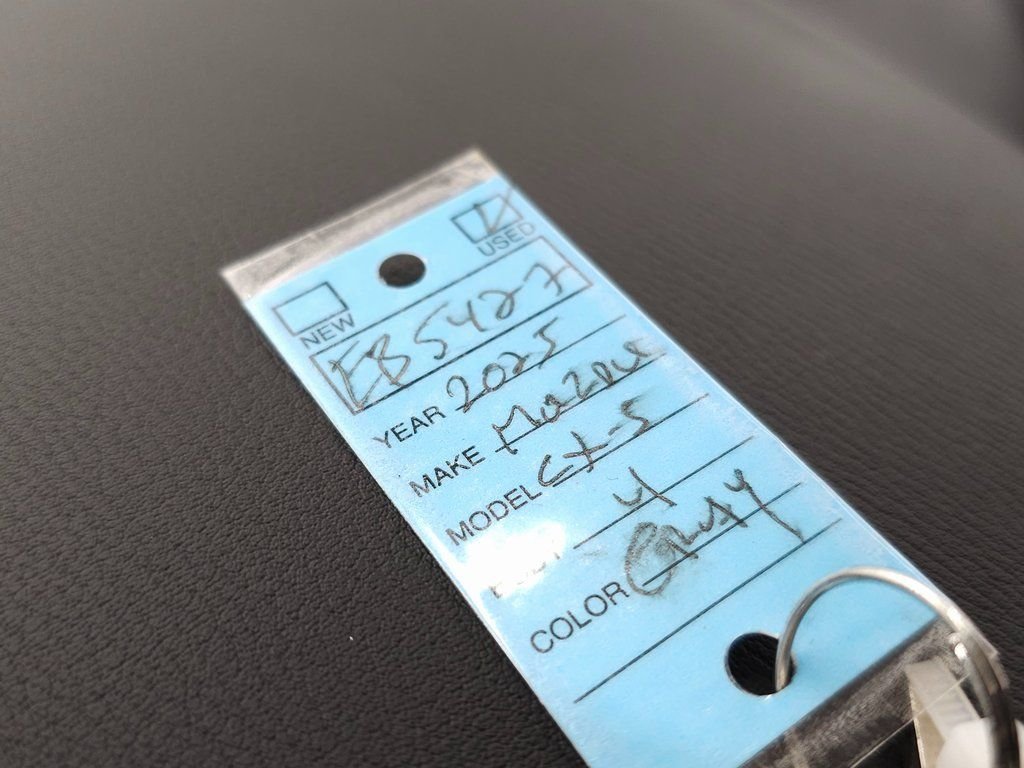 USED
NEW
EB5427
YEAR 2025
MAKE Mazda
MODEL CX-5
4
COLOR Gray